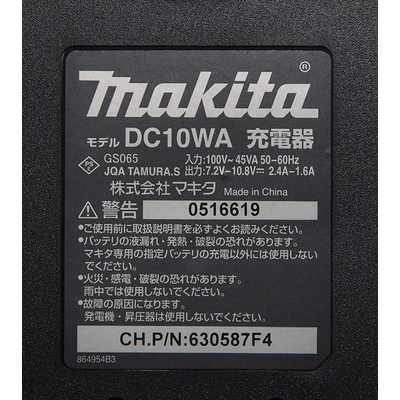 makita®
モデル DC10WA 充電器
PSE GS065 入力:100V~45VA 50-60Hz
JQA TAMURA.S 出力:7.2V-10.8V⎓ 2.4A-1.6A
株式会社マキタ Made in China
⚠警告 0516619
●ご使用前に取扱説明書を必ずよくお読みください。
●バッテリの液漏れ・発熱・破裂の恐れがあります。
マキタ専用の指定バッテリの充電以外には使用しない
でください。
●火災・感電・破裂の恐れがあります。
雨中では使用しないでください。
●故障の原因になります。
発電機・昇圧器は使用しないでください。
CH.P/N:630587F4
864954B3